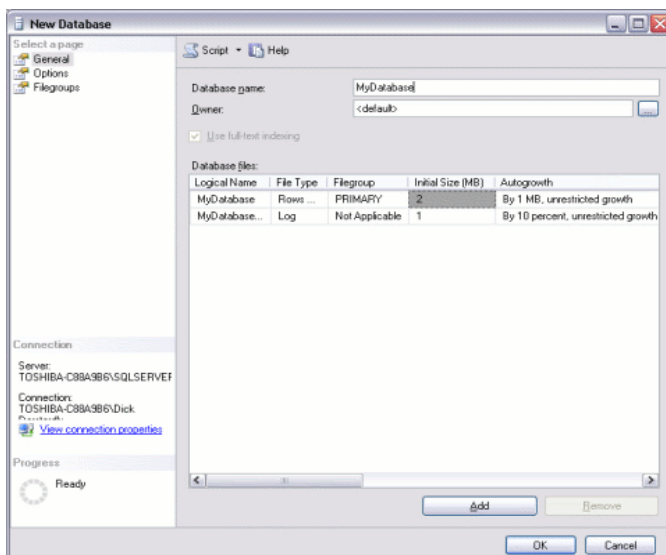 New Database
Select a page
General
Options
Filegroups
Script
Help
Database name:
MyDatabase
Owner:
<default>
...
Use full-text indexing
Database files:
Logical Name File Type Filegroup Initial Size (MB) Autogrowth
MyDatabase Rows ... PRIMARY 2 By 1 MB, unrestricted growth
MyDatabase... Log Not Applicable 1 By 10 percent, unrestricted growth
Connection
Server:
TOSHIBA-C88A9B6\SQLSERVER
Connection:
TOSHIBA-C88A9B6\Dick
View connection properties
Progress
Ready
Add
Remove
OK
Cancel